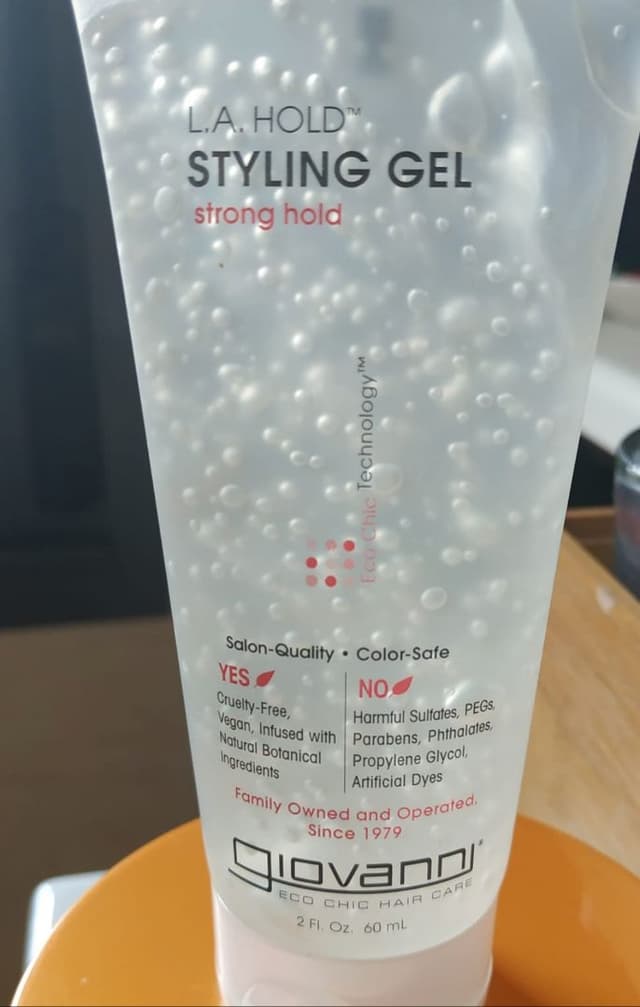 L.A. HOLD™
STYLING GEL
strong hold
Eco Chic Technology™
Salon-Quality • Color-Safe
YES
Cruelty-Free,
Vegan, Infused with
Natural Botanical
Ingredients
NO
Harmful Sulfates, PEGs,
Parabens, Phthalates,
Propylene Glycol,
Artificial Dyes
Family Owned and Operated,
Since 1979
giovanni®
ECO CHIC HAIR CARE
2 Fl. Oz. 60 mL